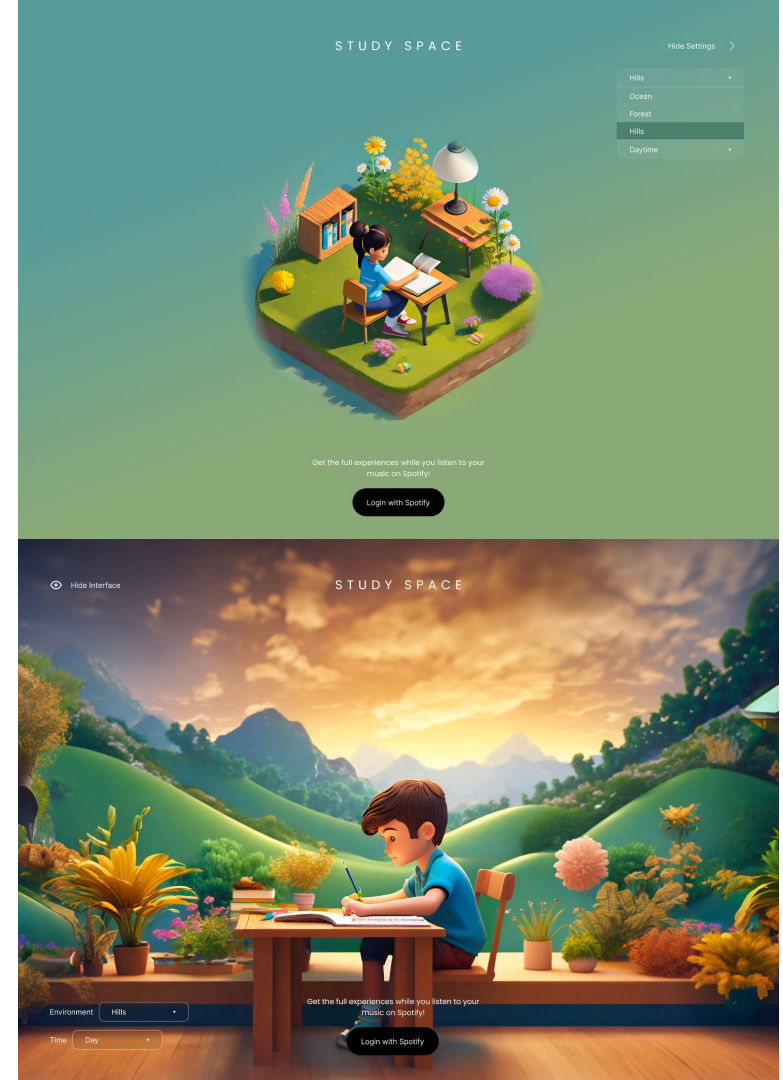 STUDY SPACE
Hide Settings
Hills
Ocean
Forest
Hills
Daytime
Get the full experiences while you listen to your
music on Spotify!
Login with Spotify
Hide Interface
STUDY SPACE
Environment Hills
Time Day
Get the full experiences while you listen to your
music on Spotify!
Login with Spotify